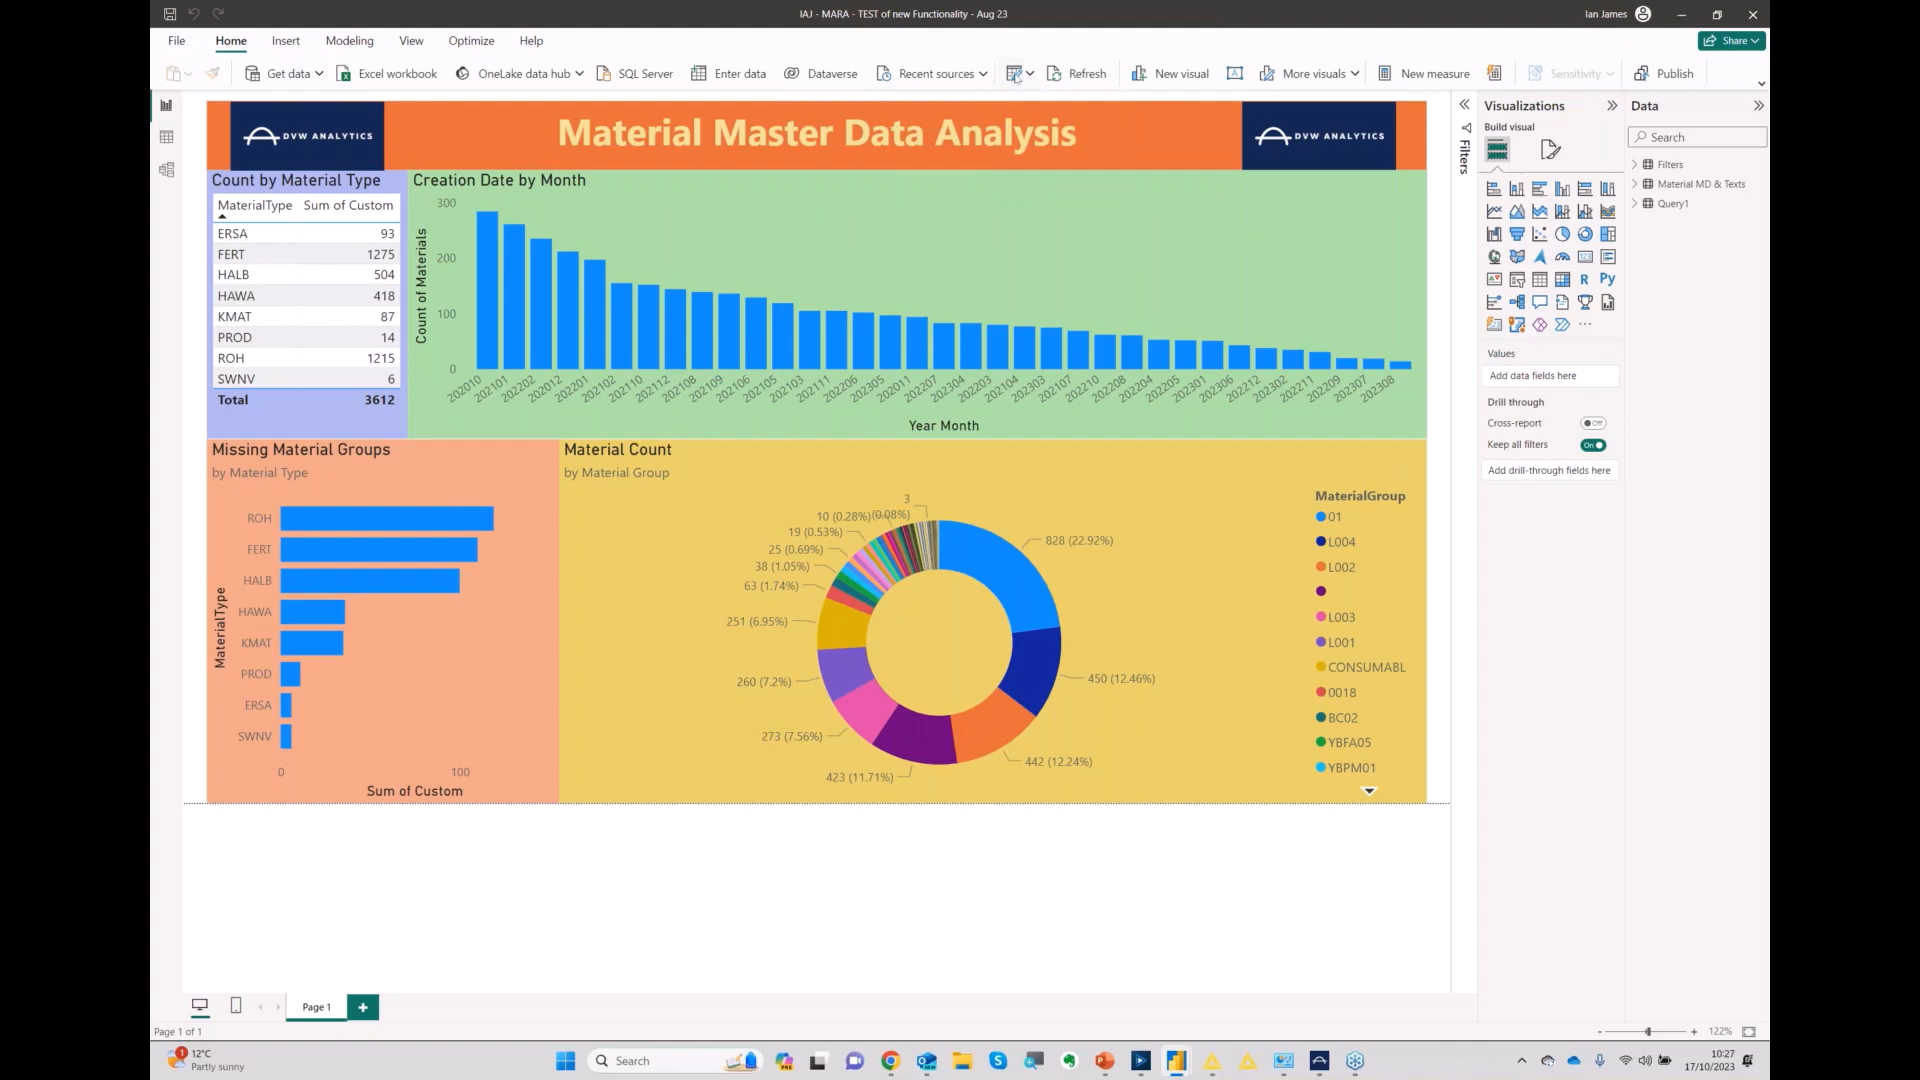 IAJ - MARA - TEST of new Functionality - Aug 23
Ian James
File Home Insert Modeling View Optimize Help
Share
Get data Excel workbook OneLake data hub SQL Server Enter data Dataverse Recent sources Refresh New visual More visuals New measure Sensitivity Publish
DVW ANALYTICS
Material Master Data Analysis
DVW ANALYTICS
Count by Material Type
MaterialType Sum of Custom
ERSA 93
FERT 1275
HALB 504
HAWA 418
KMAT 87
PROD 14
ROH 1215
SWNV 6
Total 3612
Creation Date by Month
Count of Materials
300
200
100
0
202010 202101 202102 202012 202201 202102 202110 202112 202108 202109 202106 202105 202103 202111 202206 202305 202011 202207 202304 202203 202104 202303 202107 202210 202208 202204 202205 202301 202306 202212 202302 202211 202209 202307 202308
Year Month
Missing Material Groups
by Material Type
MaterialType
ROH
FERT
HALB
HAWA
KMAT
PROD
ERSA
SWNV
0 100
Sum of Custom
Material Count
by Material Group
3
10 (0.28%) (0.08%)
19 (0.53%)
25 (0.69%)
38 (1.05%)
63 (1.74%)
251 (6.95%)
260 (7.2%)
273 (7.56%)
423 (11.71%)
442 (12.24%)
450 (12.46%)
828 (22.92%)
MaterialGroup
01
L004
L002
L003
L001
CONSUMABL
0018
BC02
YBFA05
YBPM01
Filters
Visualizations
Build visual
R Py
Values
Add data fields here
Drill through
Cross-report Off
Keep all filters On
Add drill-through fields here
Data
Search
Filters
Material MD & Texts
Query1
Page 1
Page 1 of 1
122%
12°C
Partly sunny
Search
10:27
17/10/2023